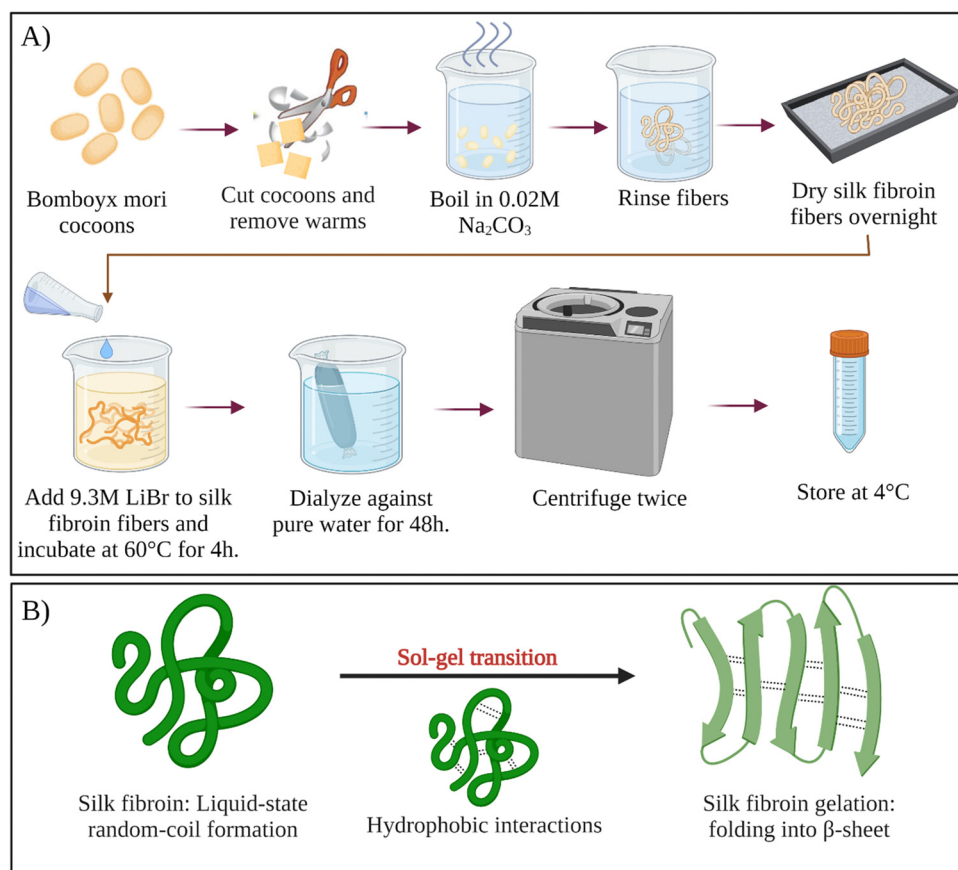 A)
Bomboyx mori
cocoons
Cut cocoons and
remove warms
Boil in 0.02M
Na₂CO₃
Rinse fibers
Dry silk fibroin
fibers overnight
Add 9.3M LiBr to silk
fibroin fibers and
incubate at 60°C for 4h.
Dialyze against
pure water for 48h.
Centrifuge twice
Store at 4°C
B)
Sol-gel transition
Silk fibroin: Liquid-state
random-coil formation
Hydrophobic interactions
Silk fibroin gelation:
folding into β-sheet